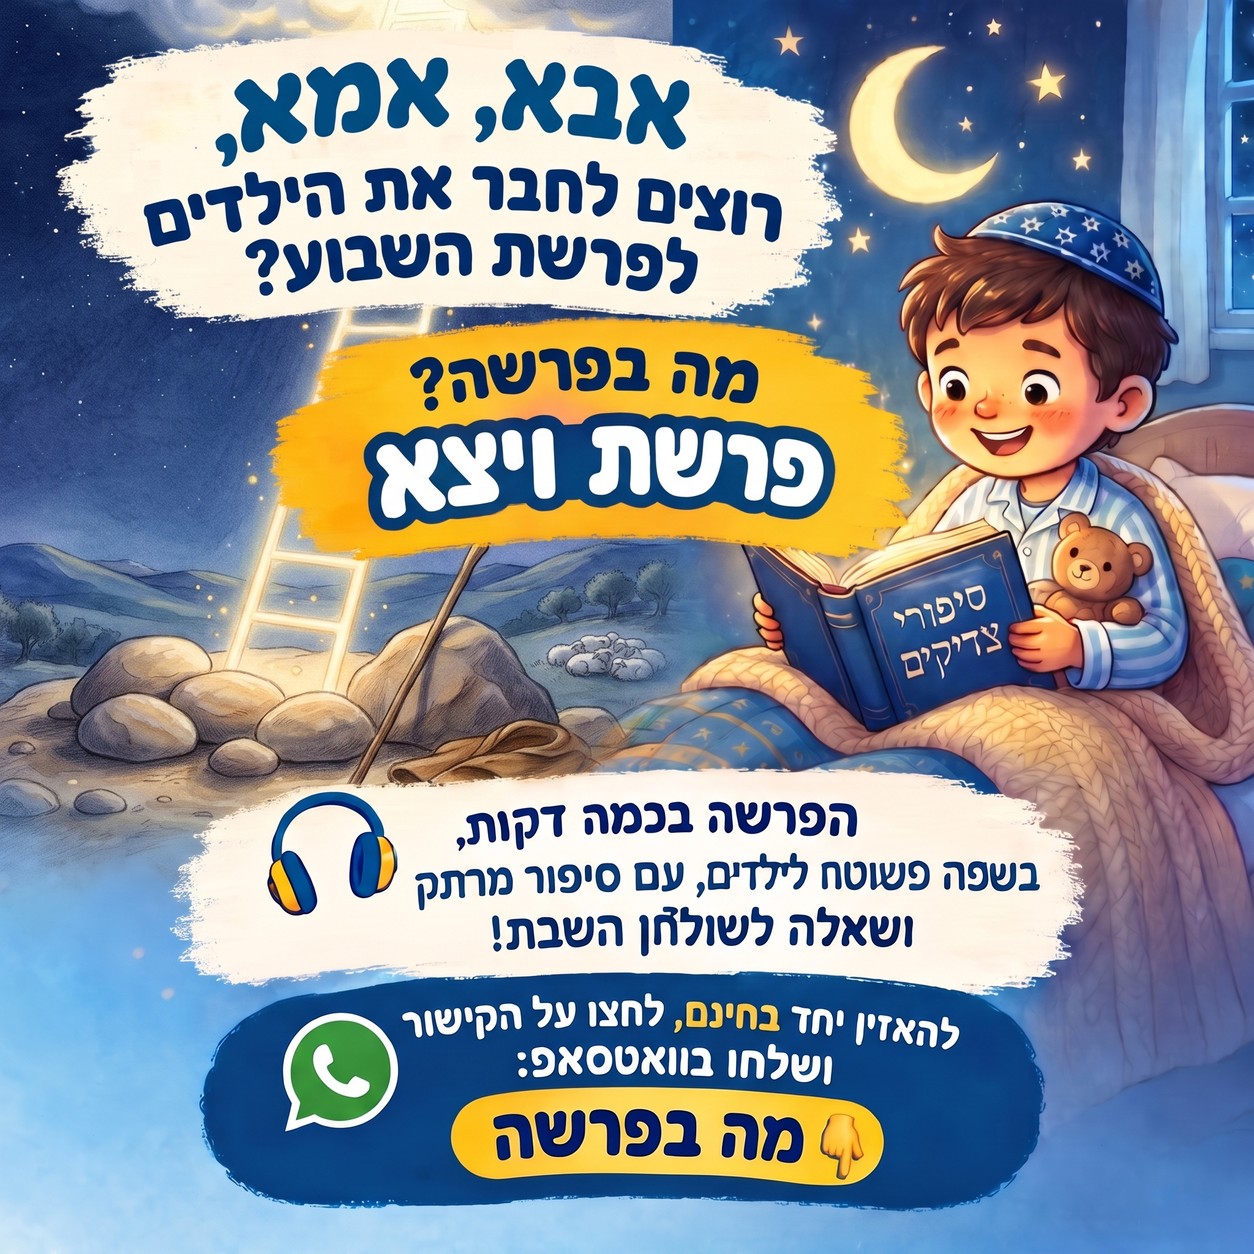 אבא, אמא,
רוצים לחבר את הילדים
לפרשת השבוע?
מה בפרשה?
פרשת ויצא
סיפורי
צדיקים
הפרשה בכמה דקות,
בשפה פשוטה לילדים, עם סיפור מרתק
ושאלה לשולחן השבת!
להאזין יחד בחינם, לחצו על הקישור
ושלחו בוואטסאפ:
מה בפרשה